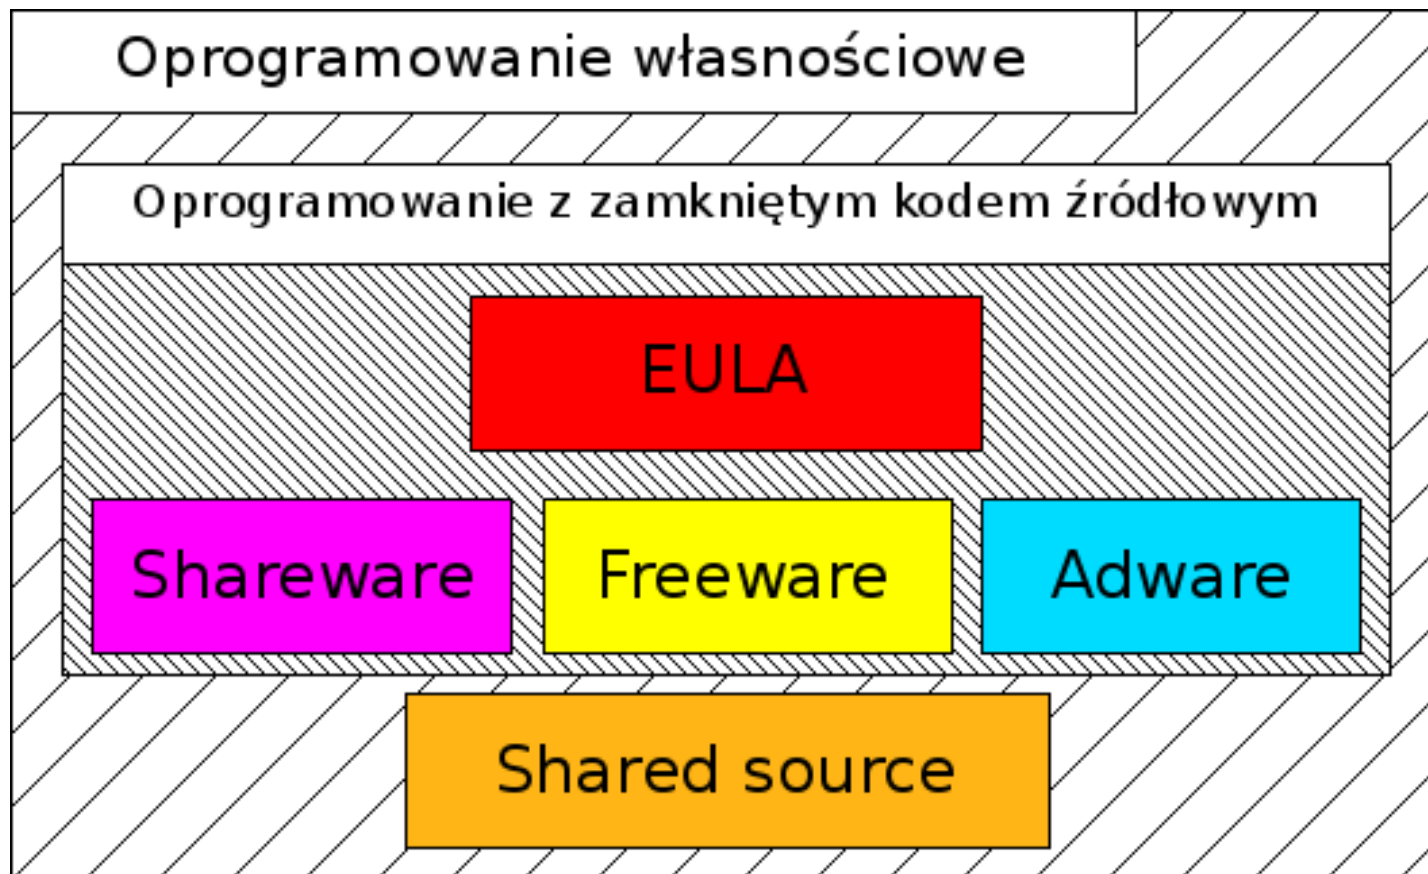 Oprogramowanie własnościowe
Oprogramowanie z zamkniętym kodem źródłowym
EULA
Shareware
Freeware
Adware
Shared source